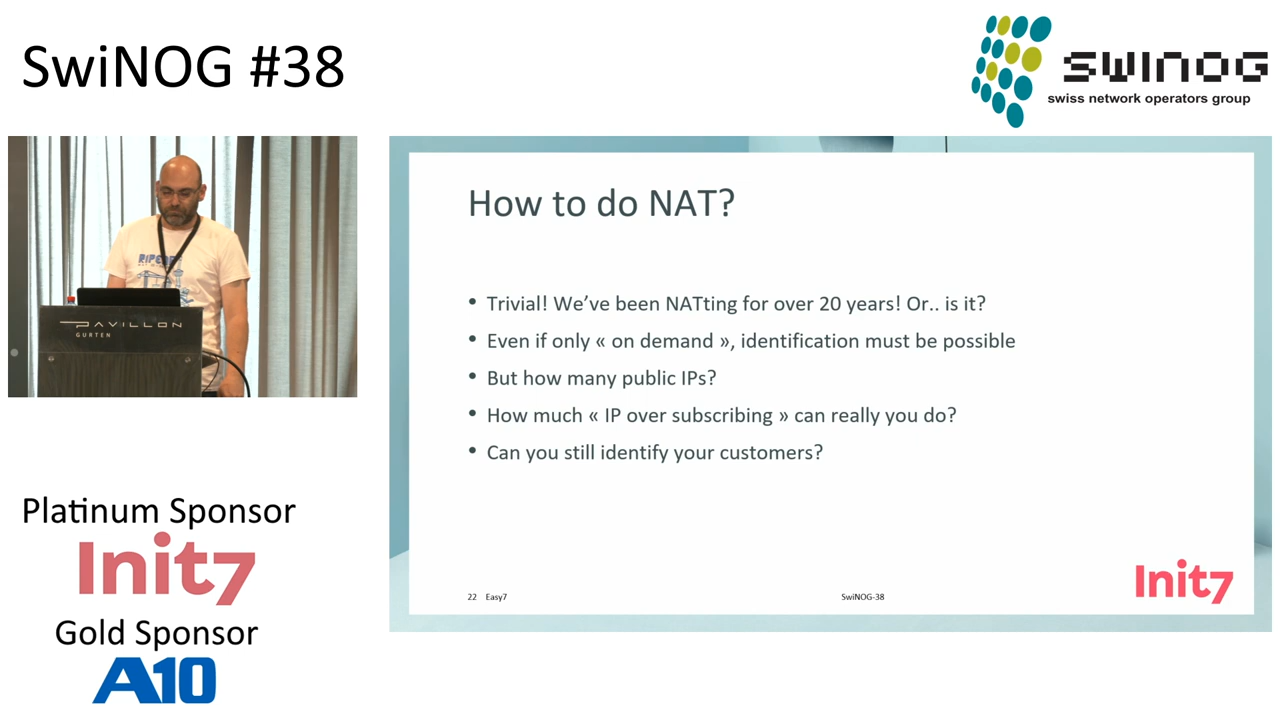 SwiNOG #38
swinog
swiss network operators group
PAVILLON
GURTEN
How to do NAT?
• Trivial! We’ve been NATting for over 20 years! Or.. is it?
• Even if only « on demand », identification must be possible
• But how many public IPs?
• How much « IP over subscribing » can really you do?
• Can you still identify your customers?
Init7
22 Easy7
SwiNOG-38
Platinum Sponsor
Init7
Gold Sponsor
A10